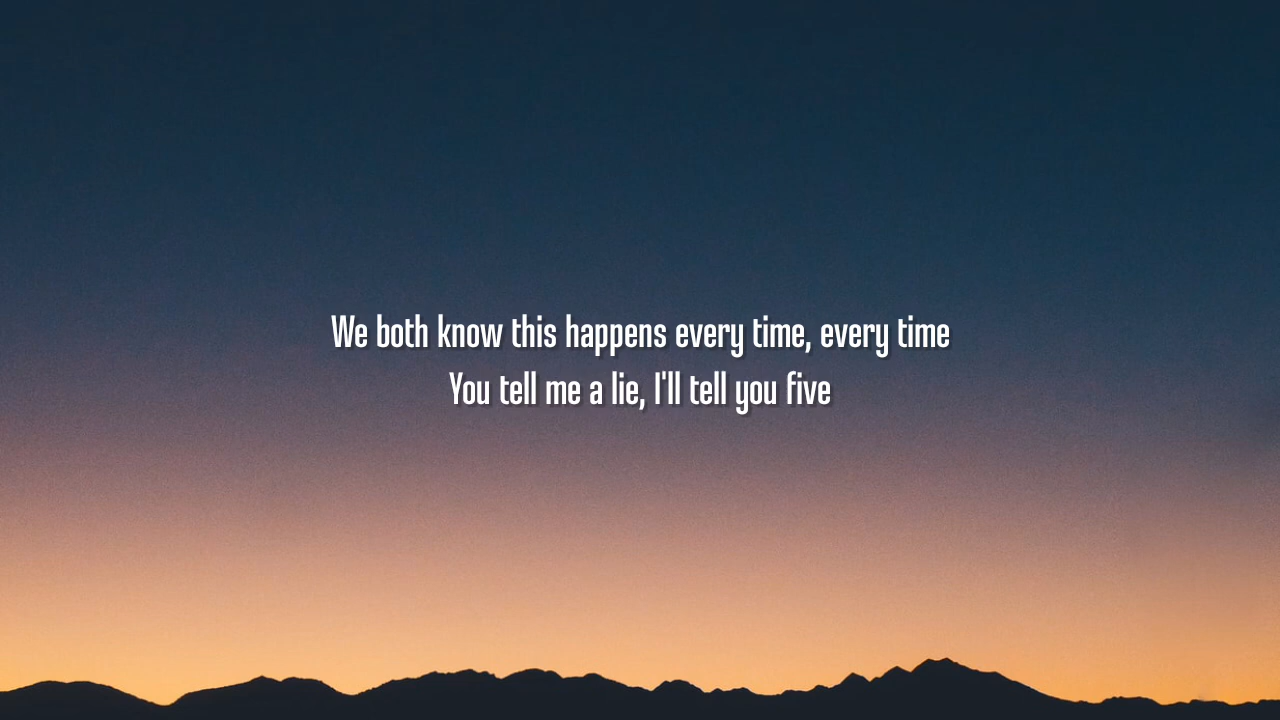 We both know this happens every time, every time
You tell me a lie, I'll tell you five